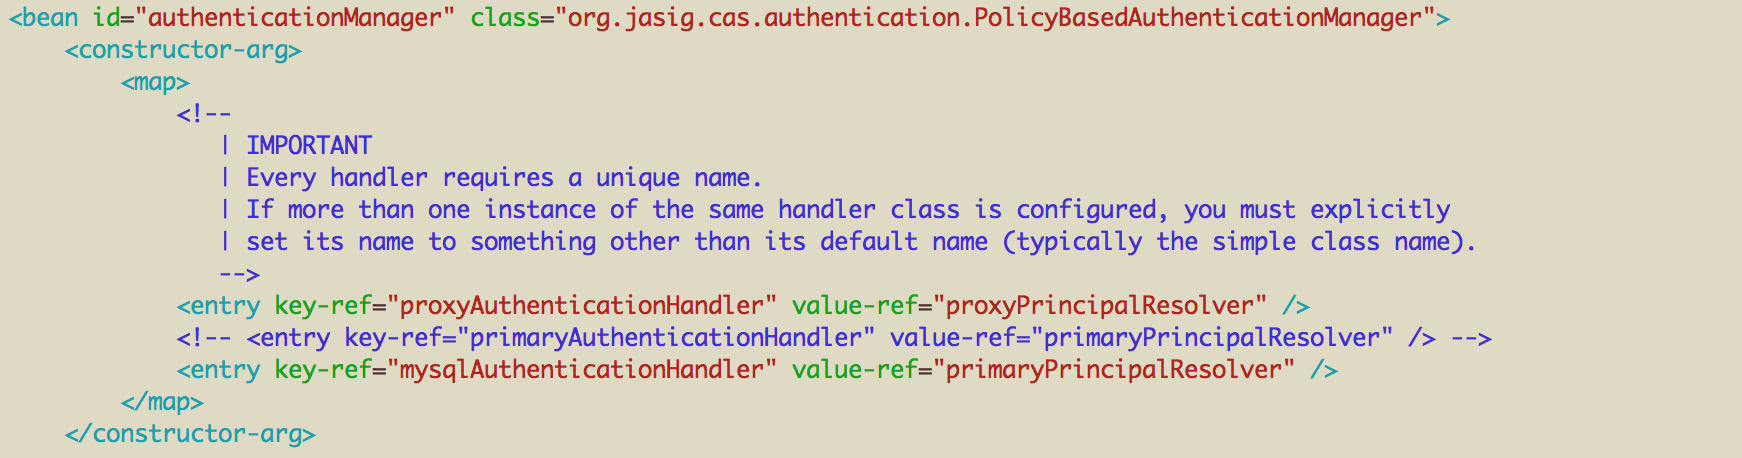 <bean id="authenticationManager" class="org.jasig.cas.authentication.PolicyBasedAuthenticationManager">
    <constructor-arg>
        <map>
            <!--
               | IMPORTANT
               | Every handler requires a unique name.
               | If more than one instance of the same handler class is configured, you must explicitly
               | set its name to something other than its default name (typically the simple class name).
               -->
            <entry key-ref="proxyAuthenticationHandler" value-ref="proxyPrincipalResolver" />
            <!-- <entry key-ref="primaryAuthenticationHandler" value-ref="primaryPrincipalResolver" /> -->
            <entry key-ref="mysqlAuthenticationHandler" value-ref="primaryPrincipalResolver" />
        </map>
    </constructor-arg>